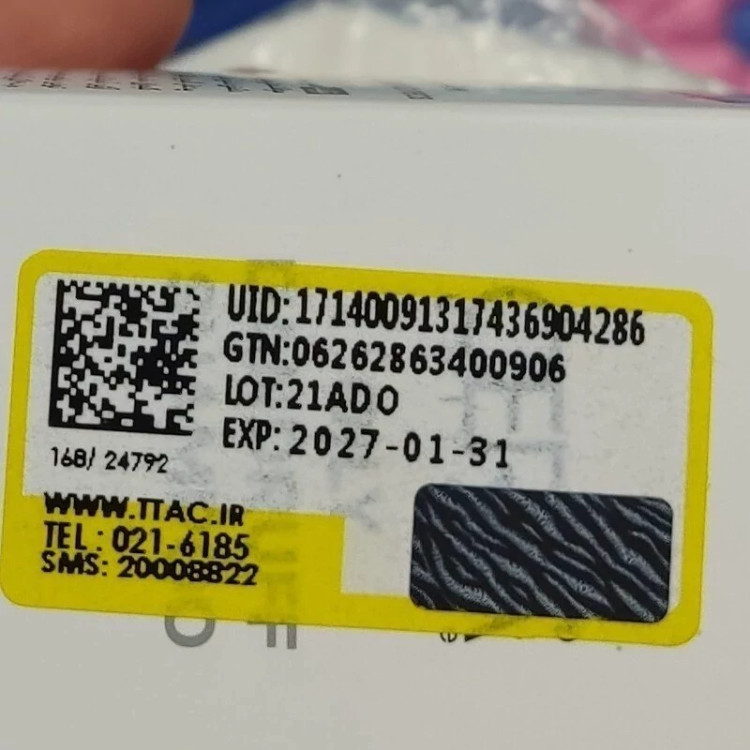 UID:17140091317436904286
GTN:06262863400906
LOT:21ADO
EXP: 2027-01-31
168/ 24792
WWW.TTAC.IR
TEL : 021-6185
SMS: 20008822